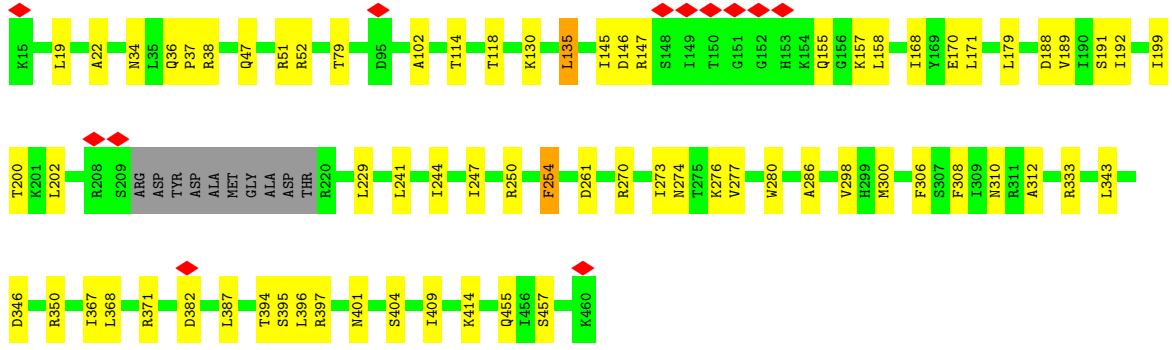 K15 L19 A22 N34 L35 Q36 P37 R38 Q47 R51 R52 T79 D95 A102 T114 T118 K130 L135 I145 D146 R147 S148 I149 T150 G151 G152 H153 K154 Q155 G156 K157 L158 I168 Y169 E170 L171 L179 D188 V189 I190 S191 I192 I199
T200 K201 L202 R208 S209 ARG ASP TYR ASP ALA MET GLY ALA ASP THR R220 L229 L241 I244 I247 R250 F254 D261 R270 I273 N274 T275 K276 V277 W280 A286 V298 H299 M300 F306 S307 F308 I309 N310 R311 A312 R333 L343
D346 R350 I367 L368 R371 D382 L387 T394 S395 L396 R397 N401 S404 I409 K414 Q455 I456 S457 K460